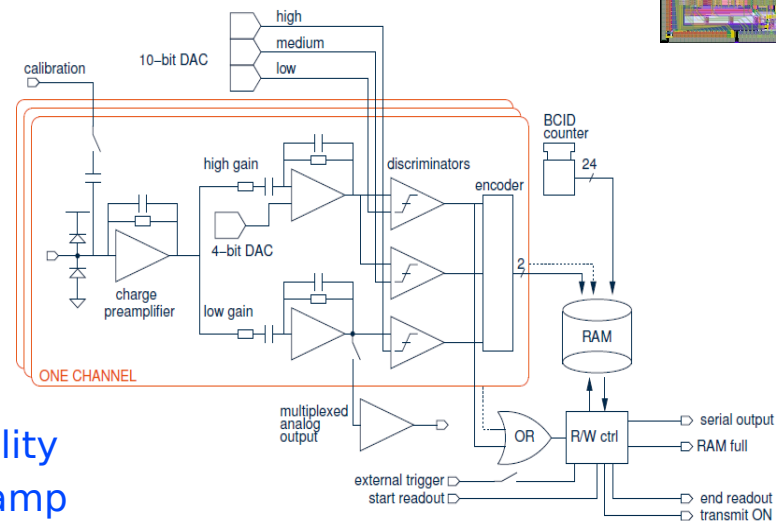 high
10−bit DAC
medium
low
calibration
BCID
counter
24
high gain
discriminators
encoder
4−bit DAC
2
charge
preamplifier
low gain
RAM
ONE CHANNEL
multiplexed
analog
output
OR
R/W ctrl
serial output
RAM full
lity
amp
external trigger
start readout
end readout
transmit ON